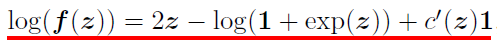 log(f(z)) = 2z − log(1 + exp(z)) + c′(z)1